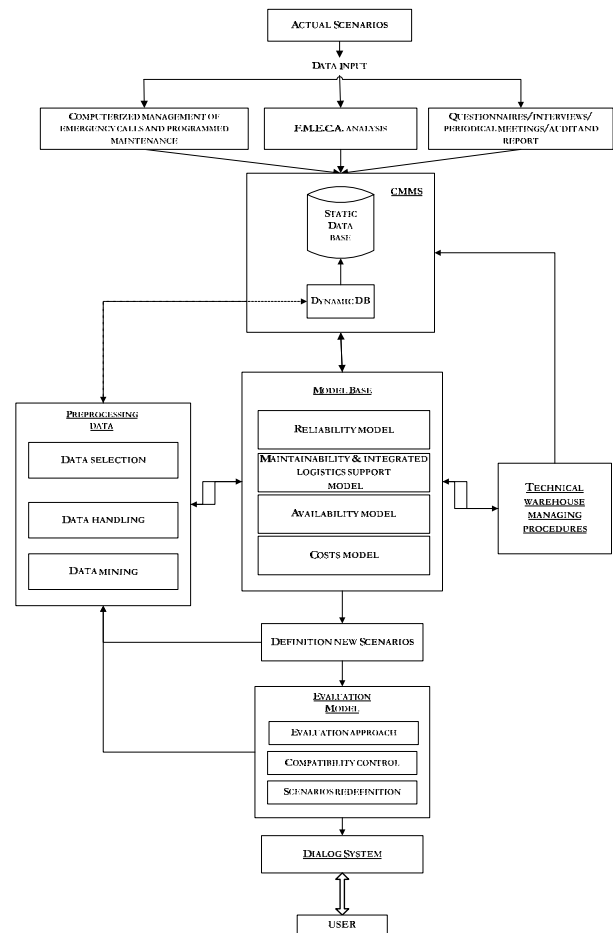 ACTUAL SCENARIOS
DATA INPUT
COMPUTERIZED MANAGEMENT OF
EMERGENCY CALLS AND PROGRAMMED
MAINTENANCE
F.M.E.C.A. ANALYSIS
QUESTIONNAIRES/INTERVIEWS/
PERIODICAL MEETINGS/AUDIT AND
REPORT
CMMS
STATIC
DATA
BASE
DYNAMIC DB
MODEL BASE
RELIABILITY MODEL
MAINTAINABILITY & INTEGRATED
LOGISTICS SUPPORT
MODEL
AVAILABILITY MODEL
COSTS MODEL
PREPROCESSING
DATA
DATA SELECTION
DATA HANDLING
DATA MINING
TECHNICAL
WAREHOUSE
MANAGING
PROCEDURES
DEFINITION NEW SCENARIOS
EVALUATION
MODEL
EVALUATION APPROACH
COMPATIBILITY CONTROL
SCENARIOS REDEFINITION
DIALOG SYSTEM
USER